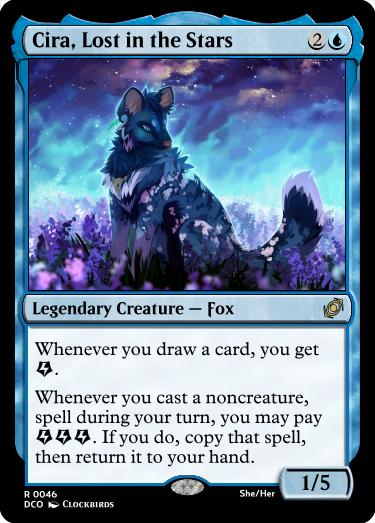 Cira, Lost in the Stars 2
Legendary Creature — Fox
Whenever you draw a card, you get
.
Whenever you cast a noncreature,
spell during your turn, you may pay
. If you do, copy that spell,
then return it to your hand.
1/5
R 0046 She/Her
DCO Clockbirds